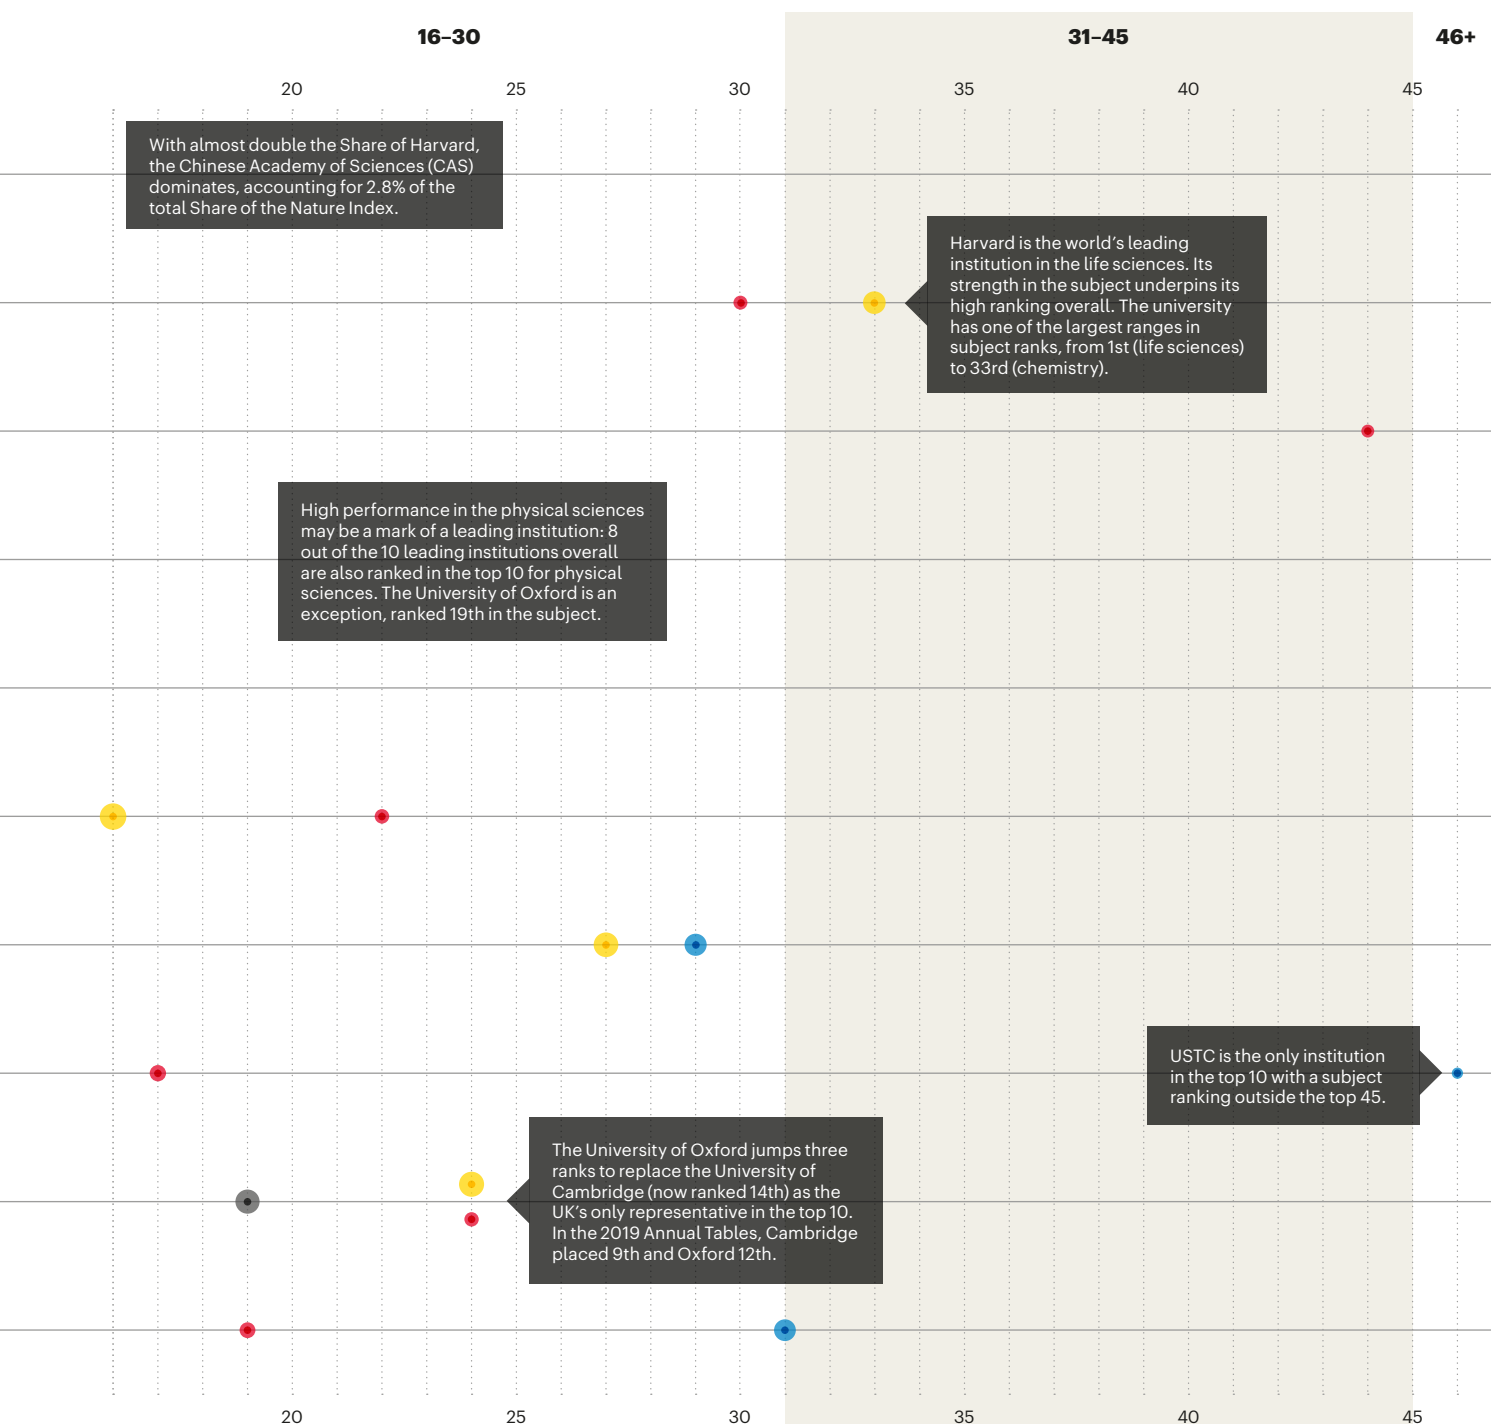 16–30
31–45
46+
20
25
30
35
40
45
With almost double the Share of Harvard,
the Chinese Academy of Sciences (CAS)
dominates, accounting for 2.8% of the
total Share of the Nature Index.
Harvard is the world’s leading
institution in the life sciences. Its
strength in the subject underpins its
high ranking overall. The university
has one of the largest ranges in
subject ranks, from 1st (life sciences)
to 33rd (chemistry).
High performance in the physical sciences
may be a mark of a leading institution: 8
out of the 10 leading institutions overall
are also ranked in the top 10 for physical
sciences. The University of Oxford is an
exception, ranked 19th in the subject.
USTC is the only institution
in the top 10 with a subject
ranking outside the top 45.
The University of Oxford jumps three
ranks to replace the University of
Cambridge (now ranked 14th) as the
UK’s only representative in the top 10.
In the 2019 Annual Tables, Cambridge
placed 9th and Oxford 12th.
20
25
30
35
40
45